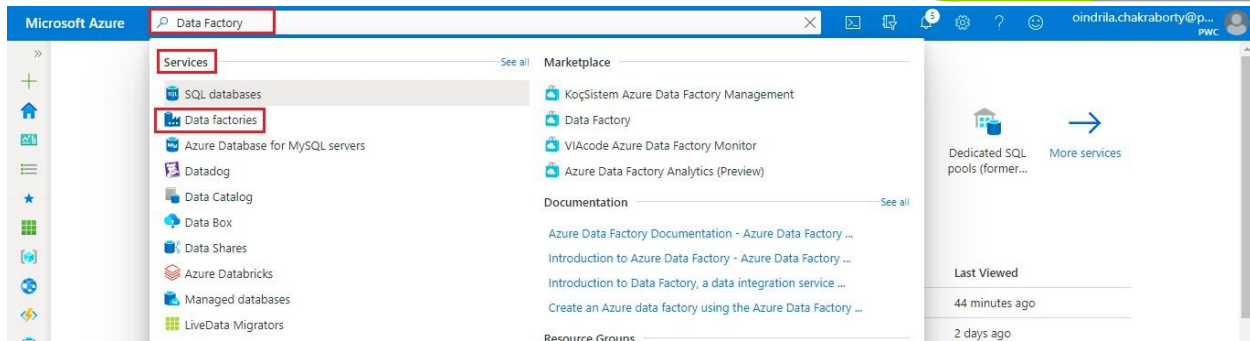 Microsoft Azure
Data Factory
5
oindrila.chakraborty@p...
PWC
Services
See all
SQL databases
Data factories
Azure Database for MySQL servers
Datadog
Data Catalog
Data Box
Data Shares
Azure Databricks
Managed databases
LiveData Migrators
Marketplace
KoçSistem Azure Data Factory Management
Data Factory
VIAcode Azure Data Factory Monitor
Azure Data Factory Analytics (Preview)
Documentation
See all
Azure Data Factory Documentation - Azure Data Factory ...
Introduction to Azure Data Factory - Azure Data Factory ...
Introduction to Data Factory, a data integration service ...
Create an Azure data factory using the Azure Data Factory ...
Resource Groups
Dedicated SQL
pools (former...
More services
Last Viewed
44 minutes ago
2 days ago